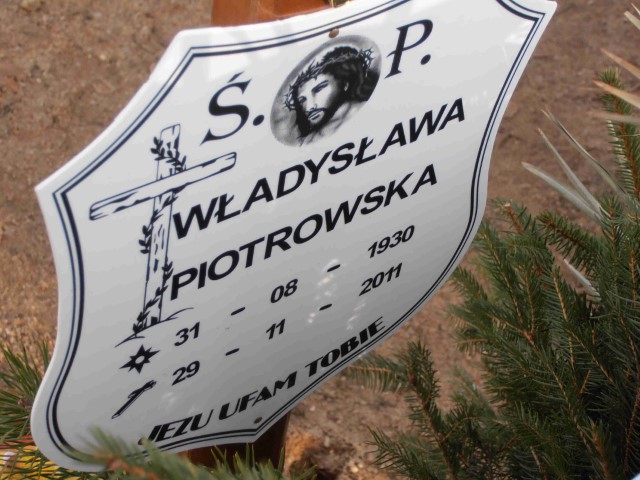 Ś. P.
WŁADYSŁAWA
PIOTROWSKA
31 - 08 - 1930
29 - 11 - 2011
JEZU UFAM TOBIE